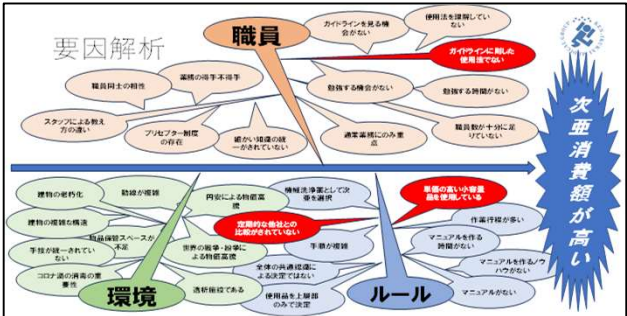 要因解析
職員
ガイドラインを見る機
会がない
使用法を理解してい
ない
ガイドラインに則した
使用法でない
職員同士の相性
業務の得手不得手
勉強する機会がない
勉強する時間がない
スタッフによる教え
方の違い
プリセプター制度
の存在
細かい知識の統
一がされていない
通常業務にのみ重
点
職員数が十分に足
りていない
次亜消費額が高い
建物の老朽化
動線が複雑
円安による物価高
騰
機械洗浄薬として次
亜を選択
単価の高い小容量
品を使用している
建物の複雑な構造
定期的な他社との
比較がされていない
作業行程が多い
手技が統一されてい
ない
物品保管スペースが
不足
世界の戦争・紛争に
よる物価高騰
手順が複雑
マニュアルを作る
時間がない
コロナ渦の消毒の重
要性
全体の共通認識に
よる決定ではない
マニュアルを作るノウ
ハウがない
環境
透析施設である
使用品を上層部
のみで決定
ルール
マニュアルがない